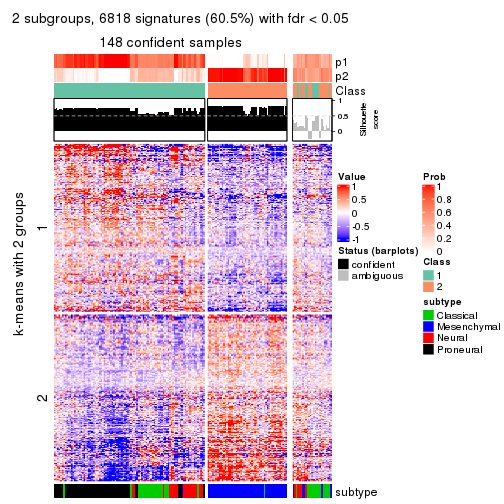 2 subgroups, 6818 signatures (60.5%) with fdr < 0.05
148 confident samples
p1
p2
Class
1
0.5
0
Silhouette
score
k-means with 2 groups
1
2
subtype
Value
1
0.5
0
-0.5
-1
Status (barplots)
confident
ambiguous
Prob
1
0.8
0.6
0.4
0.2
0
Class
1
2
subtype
Classical
Mesenchymal
Neural
Proneural